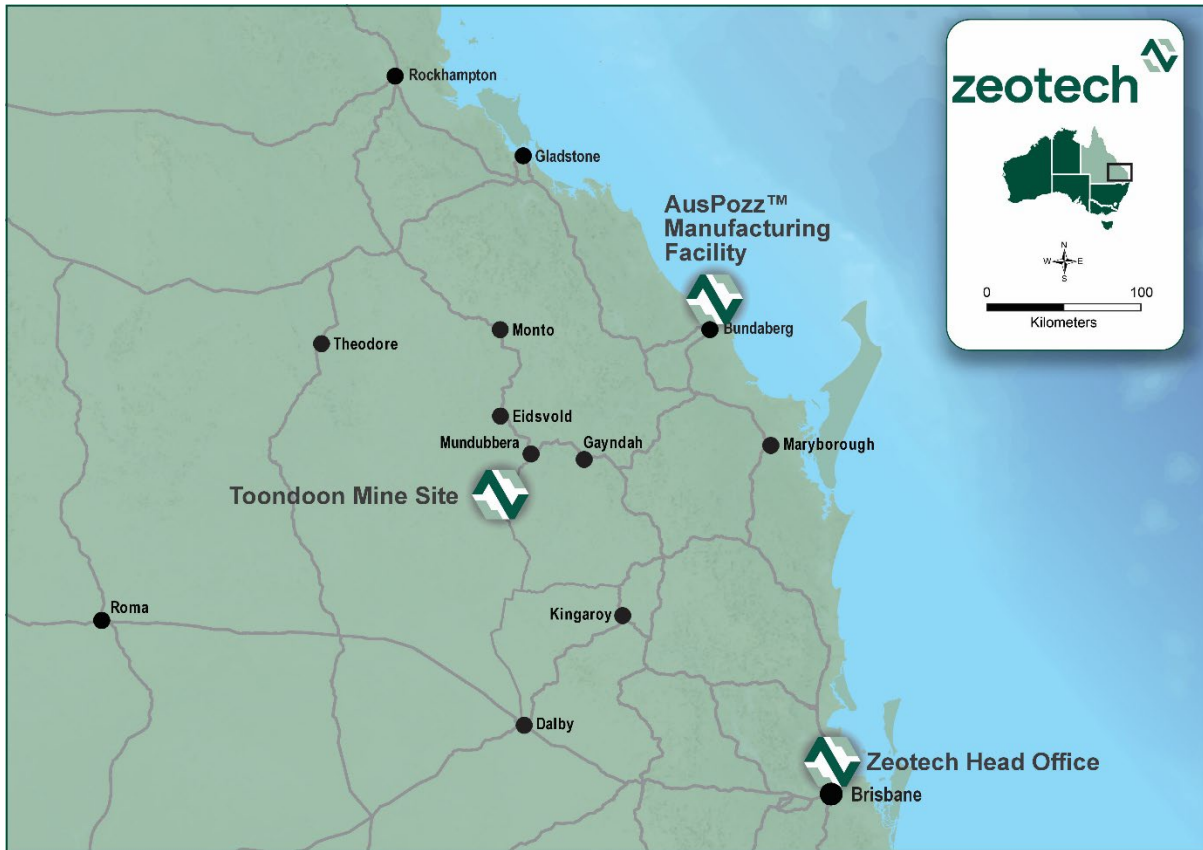 Rockhampton
zeotech
Gladstone
AusPozz™
Manufacturing
Facility
N
W E
S
0 100
Kilometers
Monto
Bundaberg
Theodore
Eidsvold
Mundubbera
Gayndah
Maryborough
Toondoon Mine Site
Roma
Kingaroy
Dalby
Zeotech Head Office
Brisbane